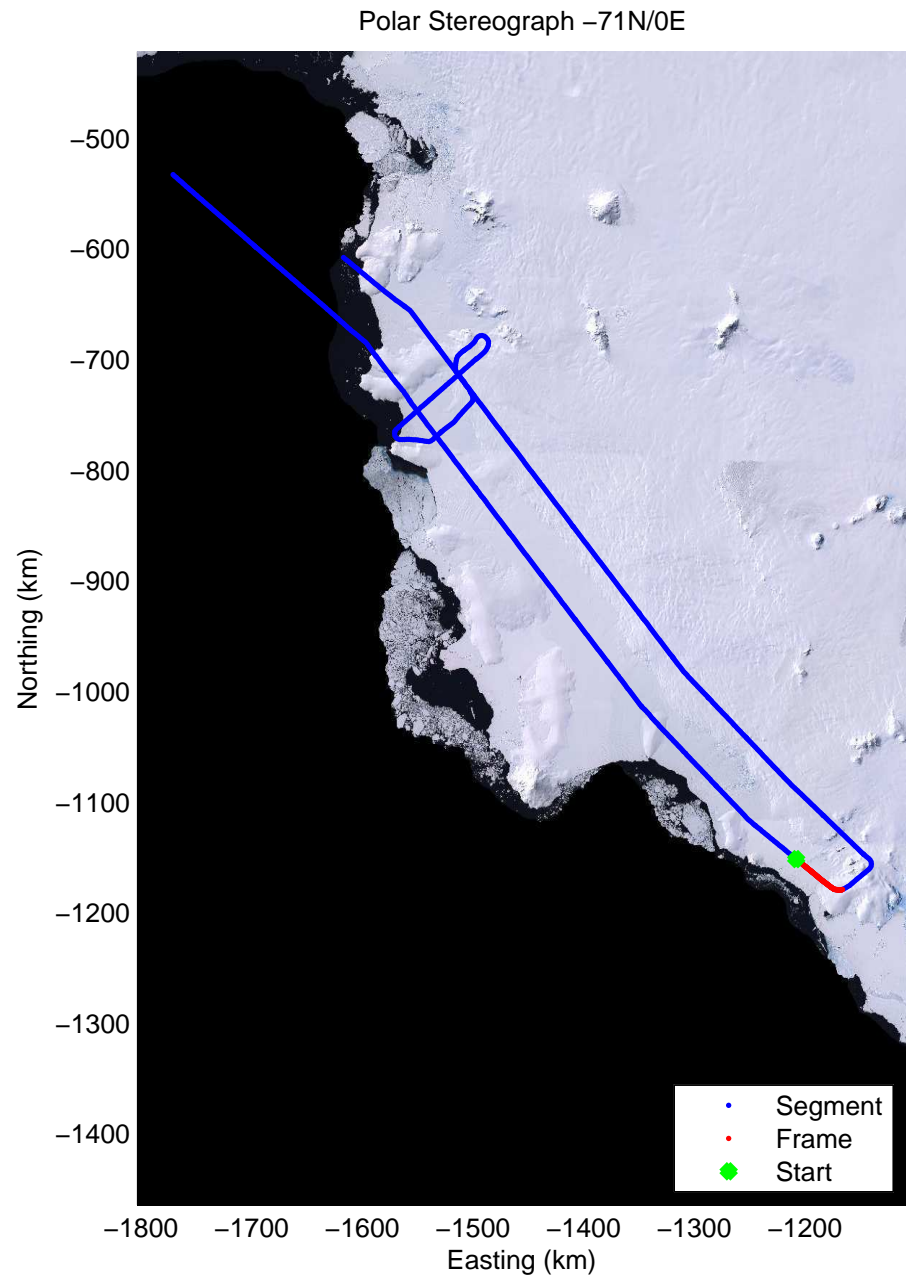 Polar Stereograph −71N/0E
−500
−600
−700
−800
−900
−1000
−1100
−1200
−1300
−1400
Northing (km)
−1800 −1700 −1600 −1500 −1400 −1300 −1200
Easting (km)
Segment
Frame
Start